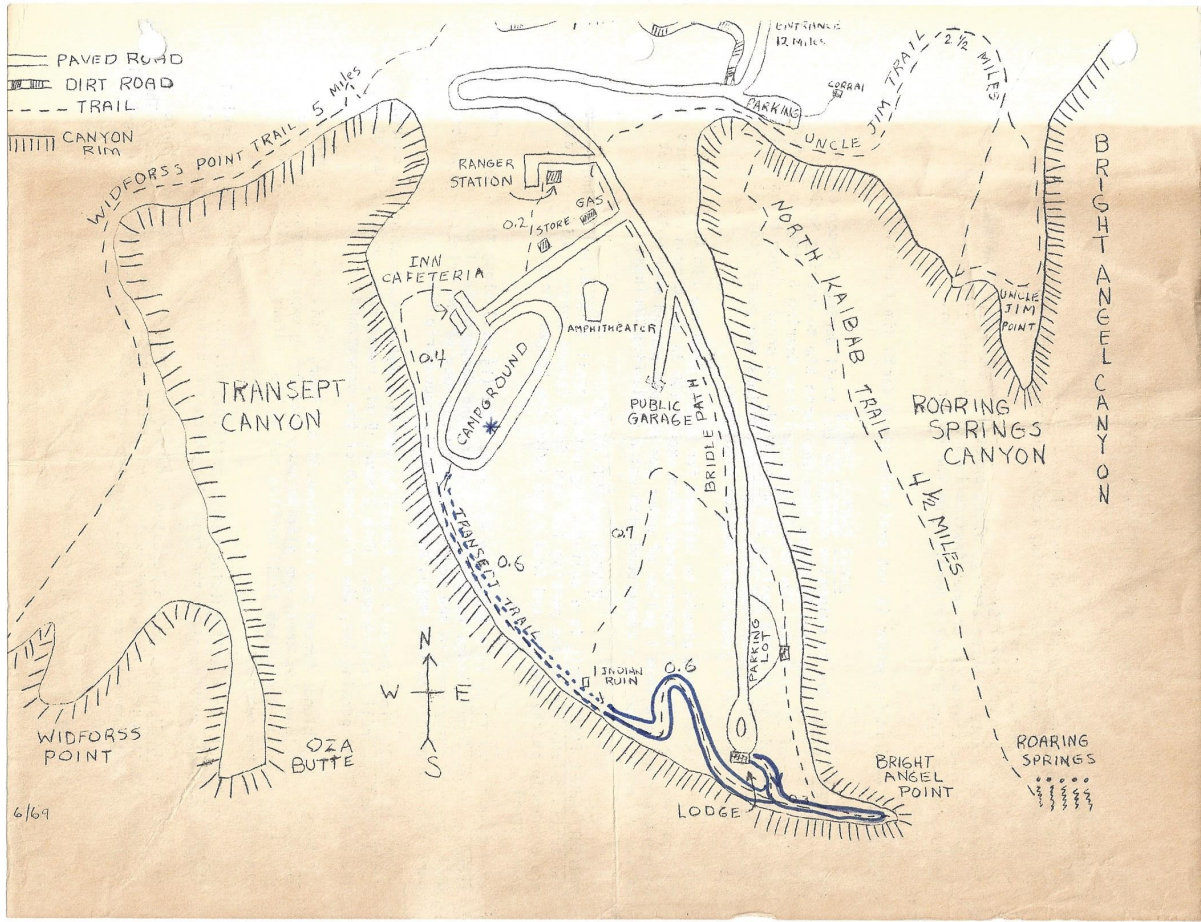 PAVED ROAD
DIRT ROAD
TRAIL
CANYON
RIM
WIDFORSS POINT TRAIL 5 Miles
ENTRANCE
12 Miles
CORRAL
PARKING
UNCLE JIM TRAIL 2 1/2 MILES
RANGER
STATION
GAS
0.2
STORE
INN
CAFETERIA
AMPHITHEATER
0.4
CAMPGROUND
PUBLIC
GARAGE
BRIDLE PATH
NORTH KAIBAB TRAIL 4 1/2 MILES
UNCLE
JIM
POINT
BRIGHT ANGEL CANYON
TRANSEPT
CANYON
ROARING
SPRINGS
CANYON
TRANSEPT TRAIL
0.6
0.7
INDIAN
RUIN
0.6
PARKING
LOT
N
W E
S
WIDFORSS
POINT
OZA
BUTTE
LODGE
BRIGHT
ANGEL
POINT
ROARING
SPRINGS
6/69